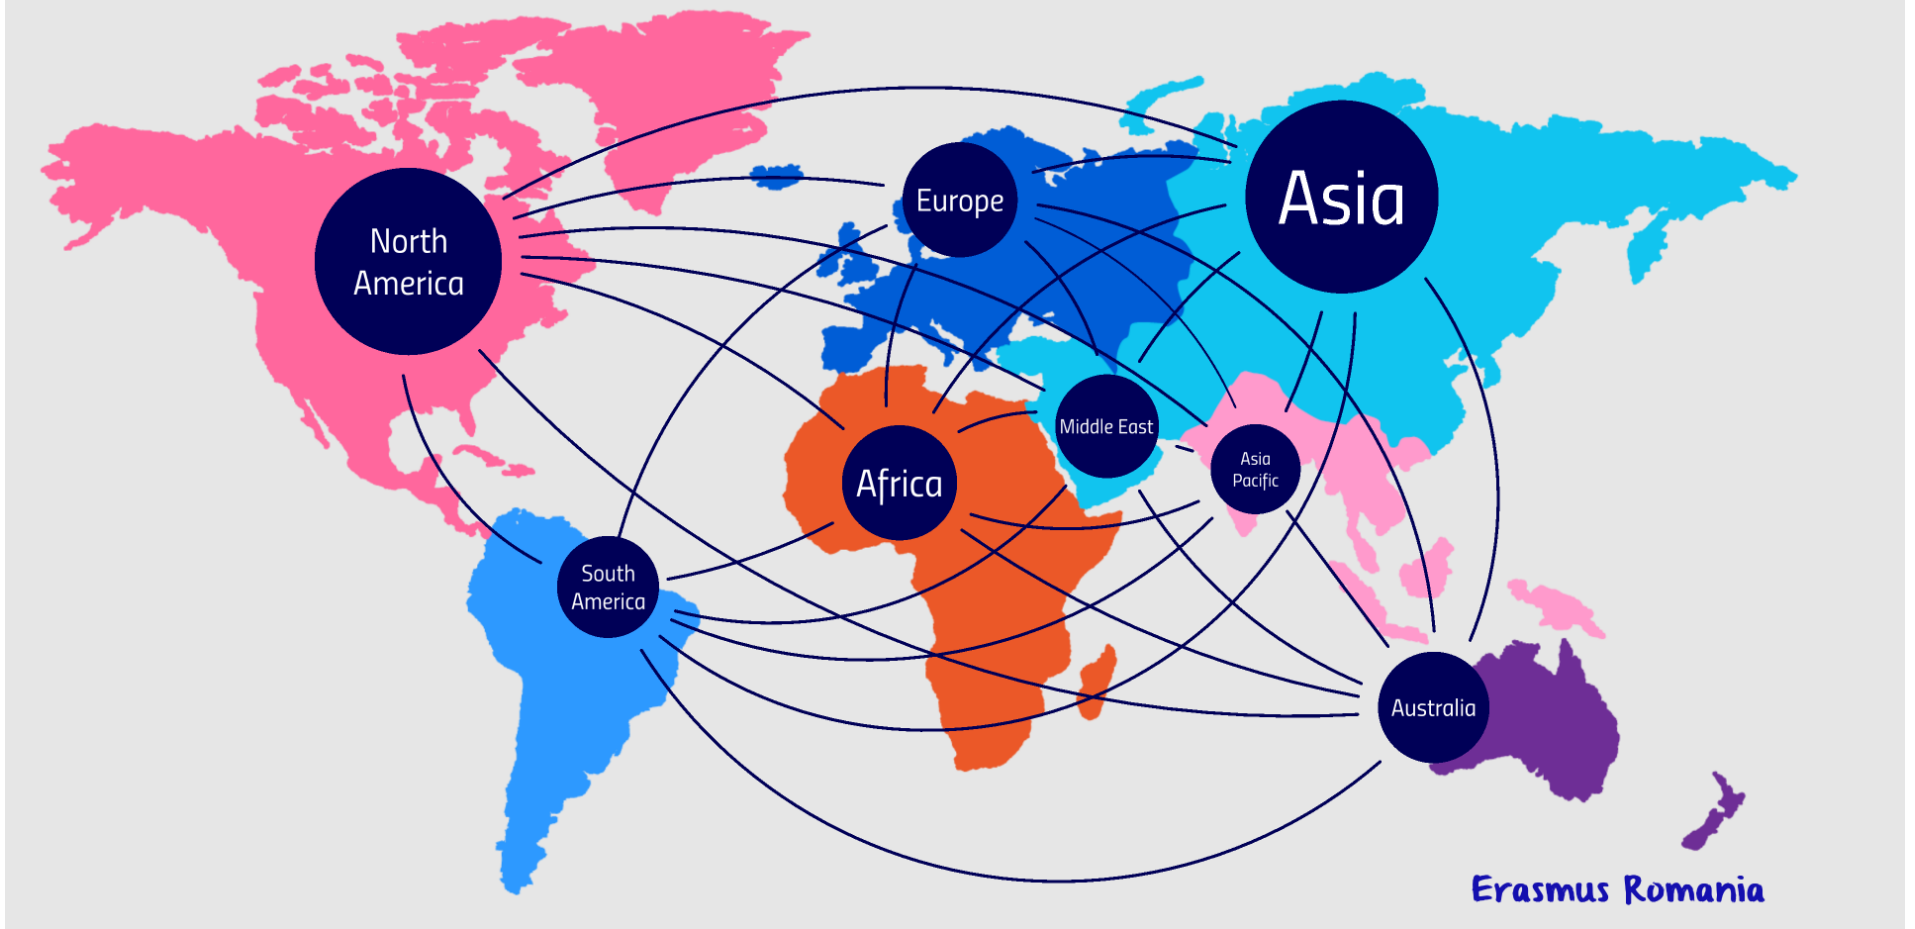 North
America
Europe
Asia
Middle East
Asia
Pacific
Africa
South
America
Australia
Erasmus Romania